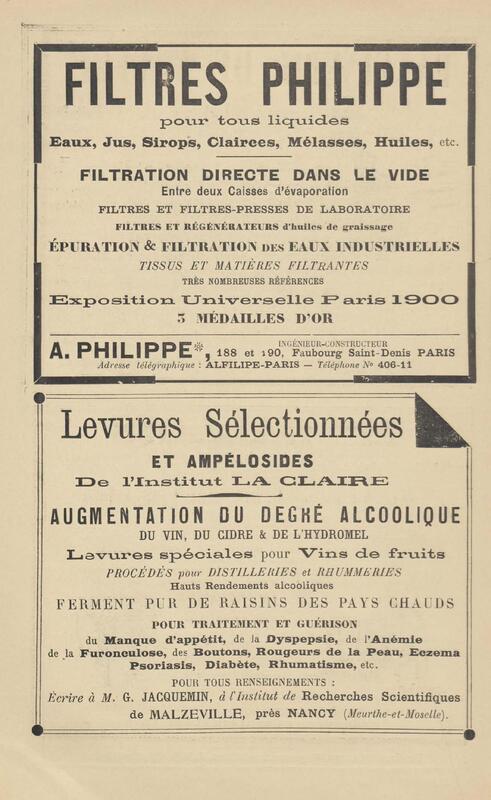 FILTRES PHILIPPE
pour tous liquides
Eaux, Jus, Sirops, Clairces, Mélasses, Huiles, etc.
FILTRATION DIRECTE DANS LE VIDE
Entre deux Caisses d'évaporation
FILTRES ET FILTRES-PRESSES DE LABORATOIRE
FILTRES ET RÉGÉNÉRATEURS d'huiles de graissage
ÉPURATION & FILTRATION DES EAUX INDUSTRIELLES
TISSUS ET MATIÈRES FILTRANTES
TRÈS NOMBREUSES RÉFÉRENCES
Exposition Universelle Paris 1900
3 MÉDAILLES D'OR
A. PHILIPPE*, INGÉNIEUR-CONSTRUCTEUR
188 et 190, Faubourg Saint-Denis PARIS
Adresse télégraphique : ALFILIPE-PARIS — Téléphone No 406-11
Levures Sélectionnées
ET AMPÉLOSIDES
De l'Institut LA CLAIRE
AUGMENTATION DU DEGRÉ ALCOOLIQUE
DU VIN, DU CIDRE & DE L'HYDROMEL
Levures spéciales pour Vins de fruits
PROCÉDÉS pour DISTILLERIES et RHUMMERIES
Hauts Rendements alcooliques
FERMENT PUR DE RAISINS DES PAYS CHAUDS
POUR TRAITEMENT ET GUÉRISON
du Manque d'appétit, de la Dyspepsie, de l'Anémie
de la Furonculose, des Boutons, Rougeurs de la Peau, Eczema
Psoriasis, Diabète, Rhumatisme, etc.
POUR TOUS RENSEIGNEMENTS :
Écrire à M. G. JACQUEMIN, à l'Institut de Recherches Scientifiques
de MALZEVILLE, près NANCY (Meurthe-et-Moselle).